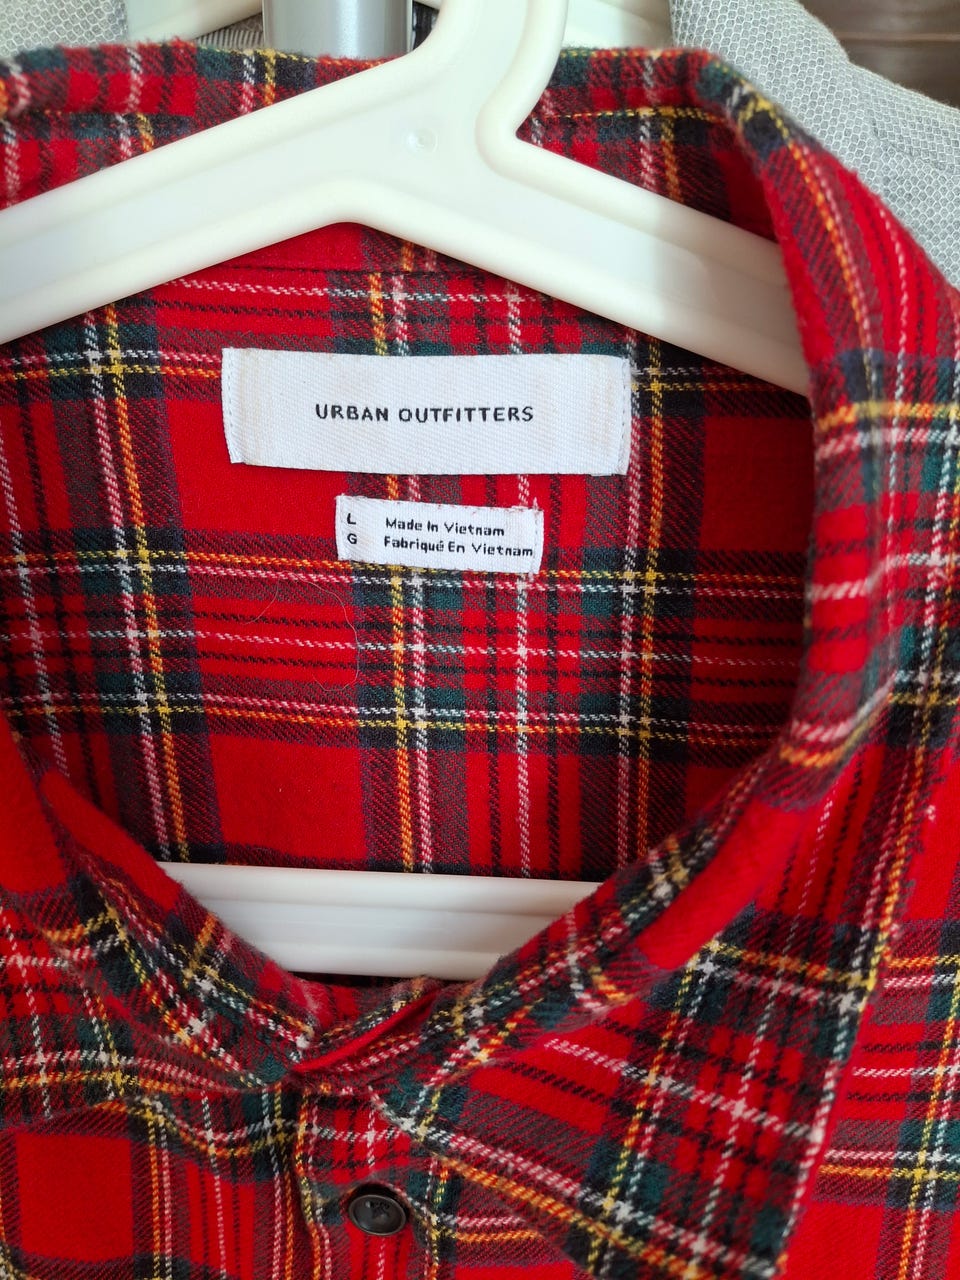 URBAN OUTFITTERS
L Made In Vietnam
G Fabriqué En Vietnam